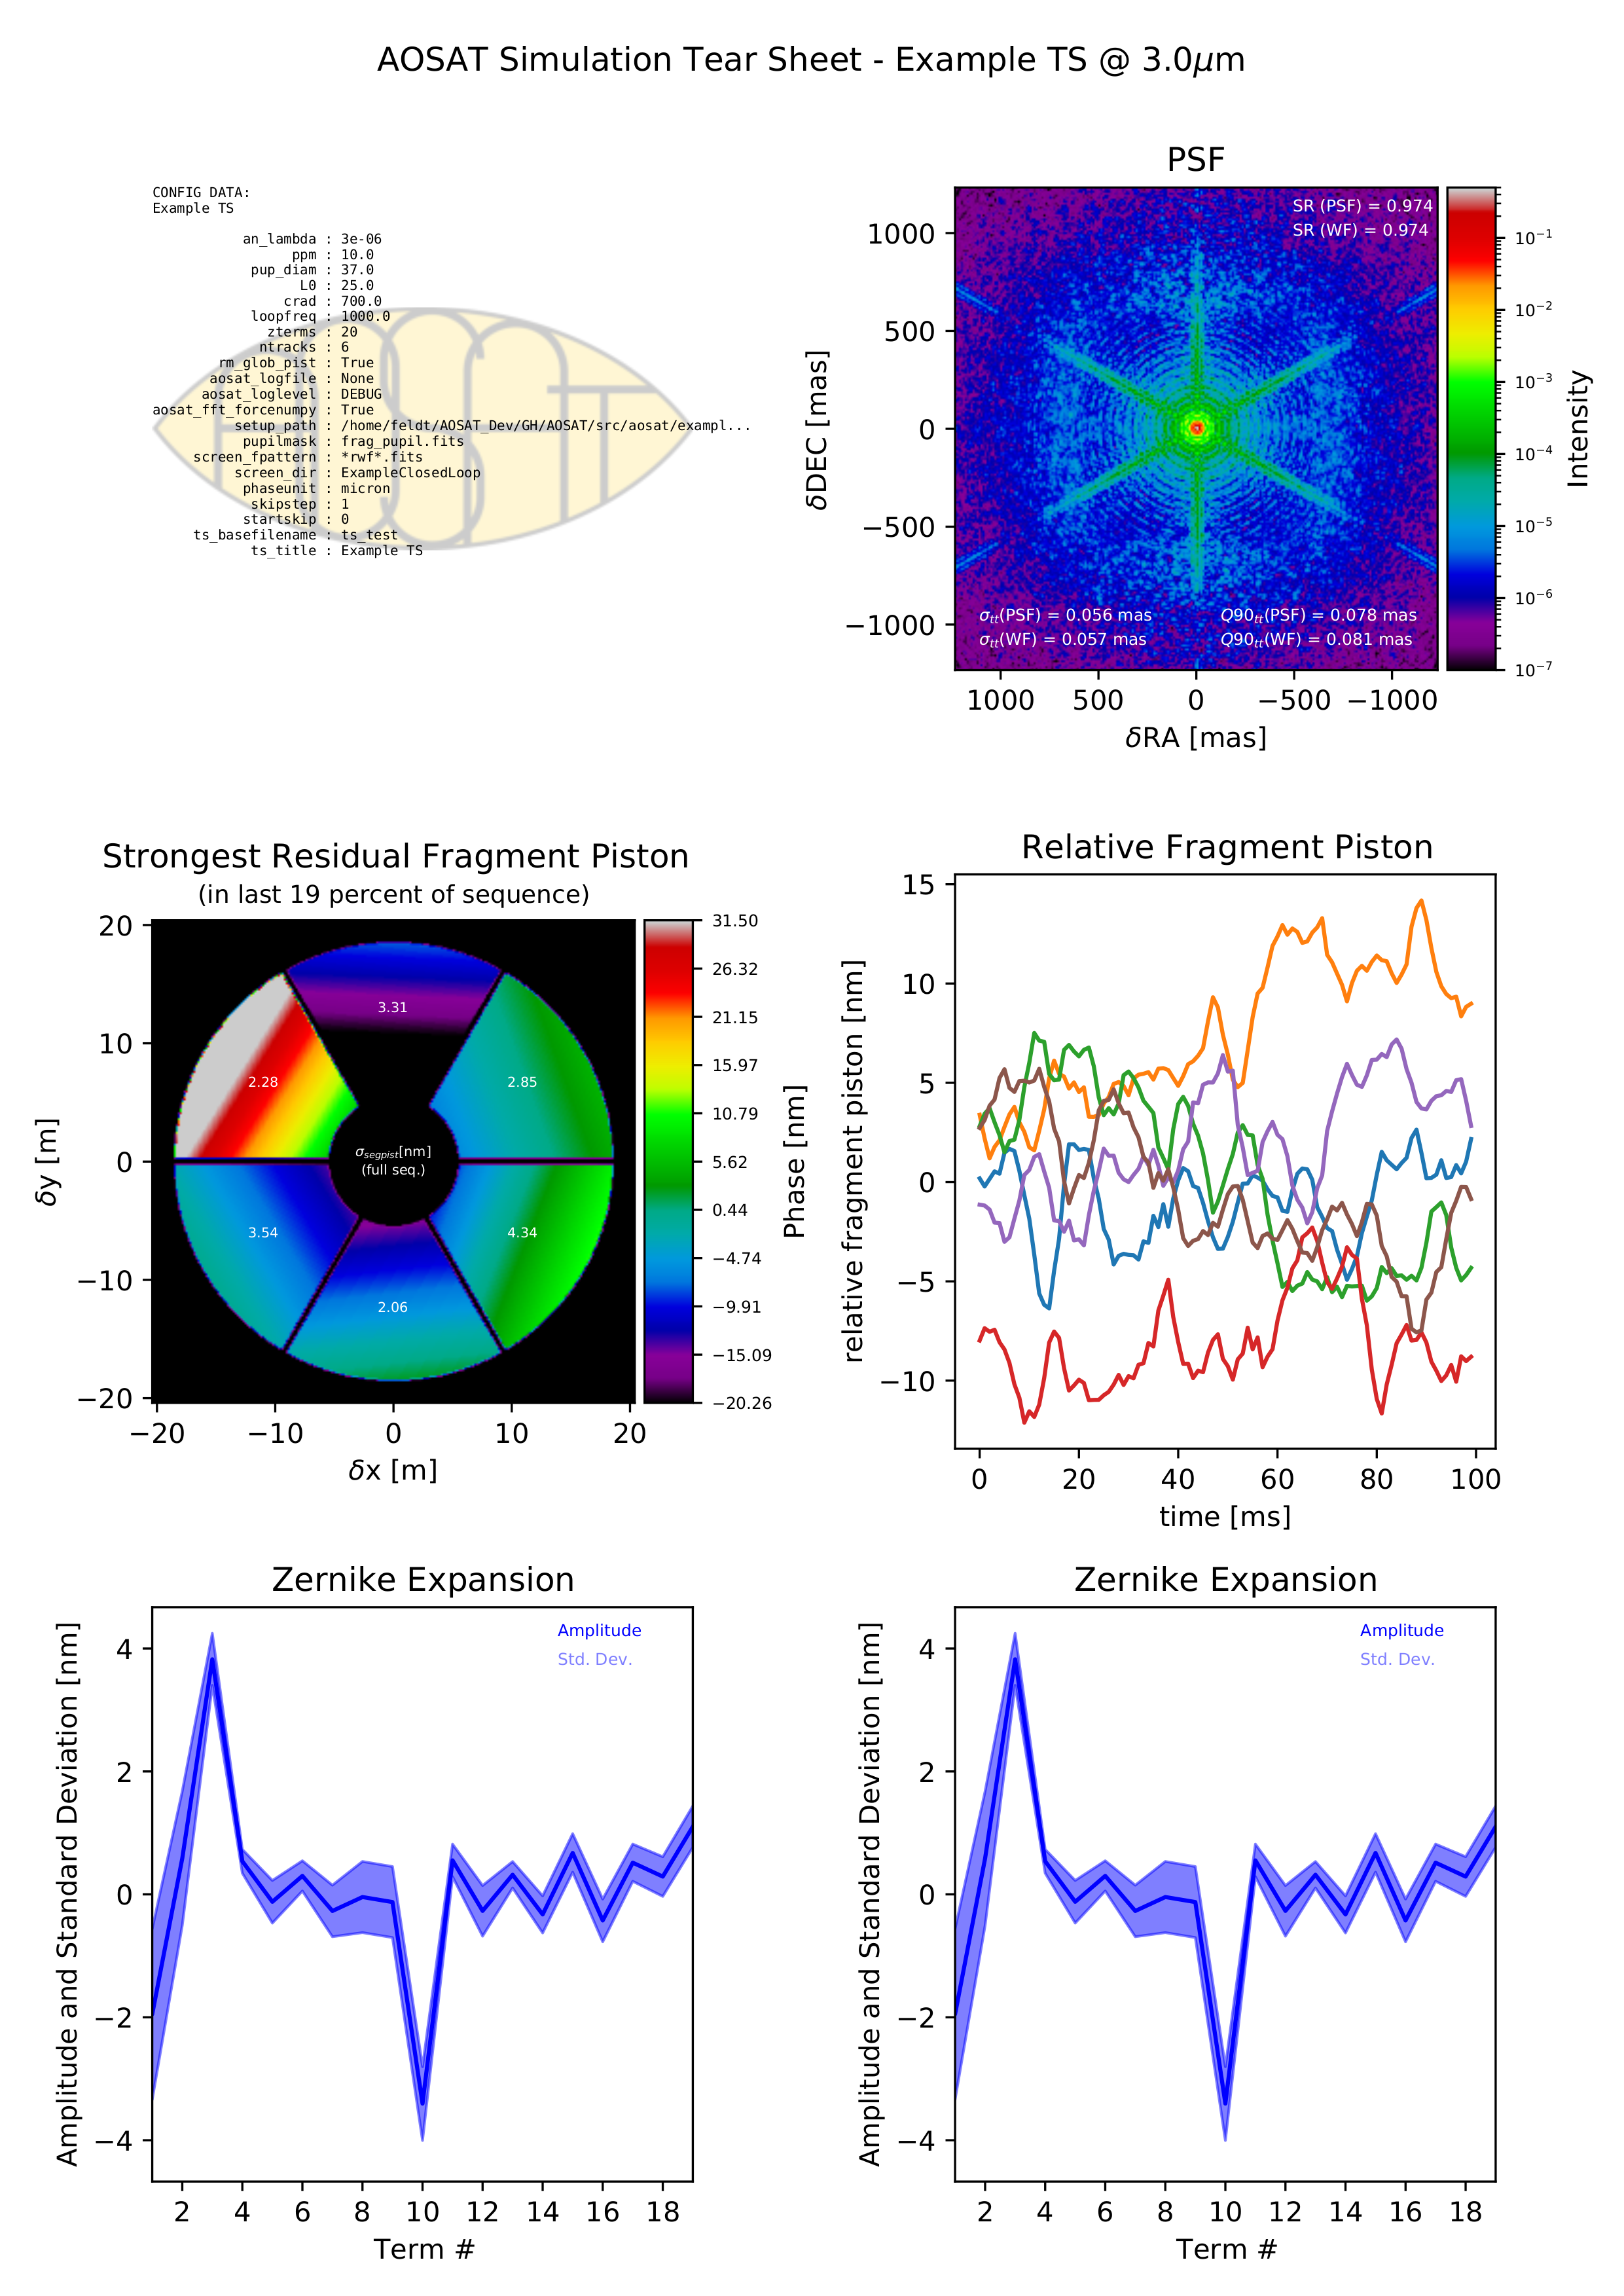 AOSAT Simulation Tear Sheet - Example TS @ 3.0μm
CONFIG DATA:
Example TS
an_lambda : 3e-06
ppm : 10.0
pup_diam : 37.0
L0 : 25.0
crad : 700.0
loopfreq : 1000.0
zterms : 20
ntracks : 6
rm_glob_pist : True
aosat_logfile : None
aosat_loglevel : DEBUG
aosat_fft_forcenumpy : True
setup_path : /home/feldt/AOSAT_Dev/GH/AOSAT/src/aosat/exampl...
pupilmask : frag_pupil.fits
screen_fpattern : *rwf*.fits
screen_dir : ExampleClosedLoop
phaseunit : micron
skipstep : 1
startskip : 0
ts_basefilename : ts_test
ts_title : Example TS
AOSAT
PSF
SR (PSF) = 0.974
SR (WF) = 0.974
σtt(PSF) = 0.056 mas
σtt(WF) = 0.057 mas
Q90tt(PSF) = 0.078 mas
Q90tt(WF) = 0.081 mas
1000
500
0
−500
−1000
δDEC [mas]
1000 500 0 −500 −1000
δRA [mas]
10⁻¹
10⁻²
10⁻³
10⁻⁴
10⁻⁵
10⁻⁶
10⁻⁷
Intensity
Strongest Residual Fragment Piston
(in last 19 percent of sequence)
20
10
0
−10
−20
δy [m]
3.31
2.28
2.85
σsegpist[nm]
(full seq.)
3.54
4.34
2.06
−20 −10 0 10 20
δx [m]
31.50
26.32
21.15
15.97
10.79
5.62
0.44
−4.74
−9.91
−15.09
−20.26
Phase [nm]
Relative Fragment Piston
15
10
5
0
−5
−10
relative fragment piston [nm]
0 20 40 60 80 100
time [ms]
Zernike Expansion
Amplitude
Std. Dev.
4
2
0
−2
−4
Amplitude and Standard Deviation [nm]
2 4 6 8 10 12 14 16 18
Term #
Zernike Expansion
Amplitude
Std. Dev.
4
2
0
−2
−4
Amplitude and Standard Deviation [nm]
2 4 6 8 10 12 14 16 18
Term #